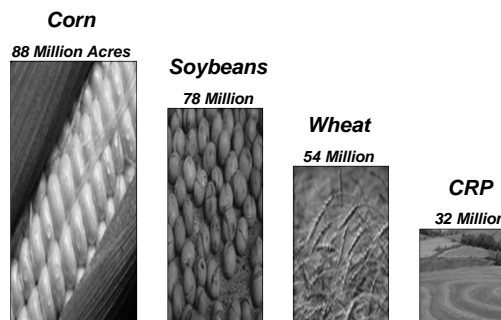 Corn
88 Million Acres
Soybeans
78 Million
Wheat
54 Million
CRP
32 Million